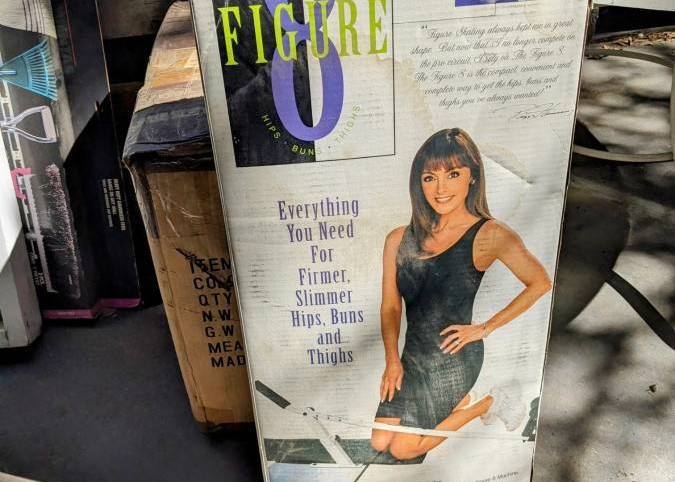 8
FIGURE
HIPS · BUNS · THIGHS
"Figure Skating always kept me in great
shape. But now that I no longer compete on
the pro circuit, I rely on The Figure 8.
The Figure 8 is the compact, convenient and
complete way to get the hips, buns and
thighs you've always wanted!"
Everything
You Need
For
Firmer,
Slimmer
Hips, Buns
and
Thighs
ITEM
COL
QTY
N.W
G.W
MEA
MAD